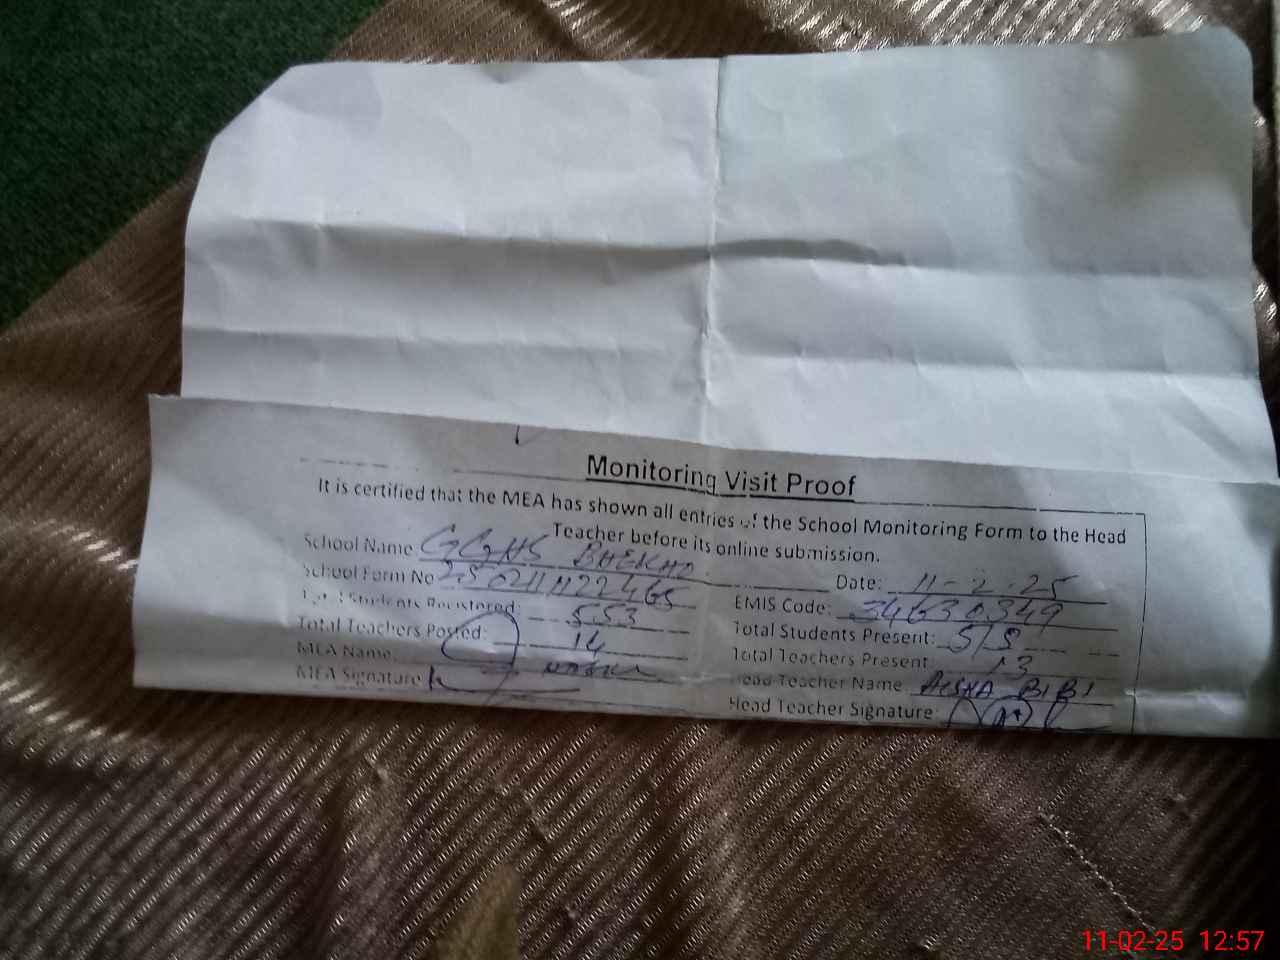 Monitoring Visit Proof
It is certified that the MEA has shown all entries of the School Monitoring Form to the Head
Teacher before its online submission.
School Name GGHS BHEKHO Date: 11-2-25
School Form No EMIS Code: 34630349
Total Students Registered: 553 Total Students Present: 515
Total Teachers Posted: 14 Total Teachers Present: 13
MEA Name Head Teacher Name AISHA BIBI
MEA Signature Head Teacher Signature:
11-02-25 12:57